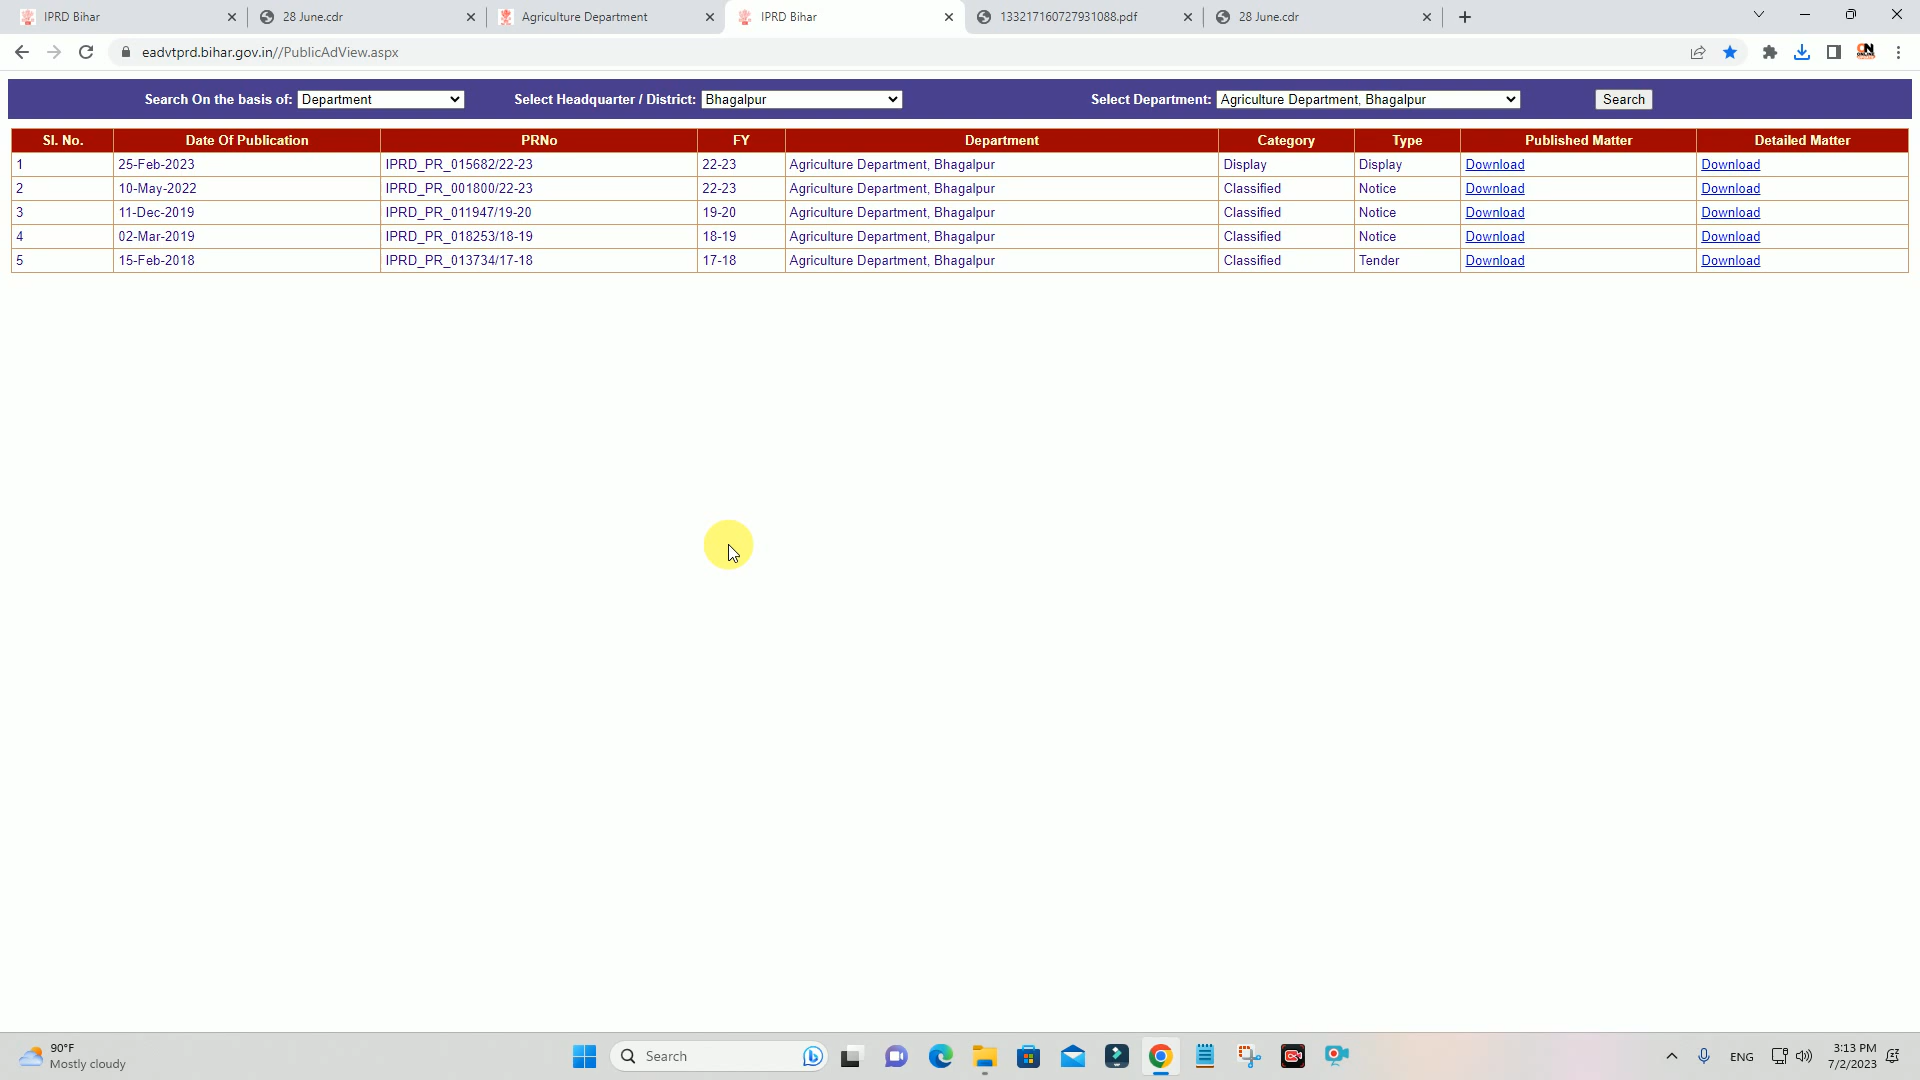 IPRD Bihar 28 June.cdr Agriculture Department IPRD Bihar 133217160727931088.pdf 28 June.cdr
eadvtprd.bihar.gov.in//PublicAdView.aspx
Search On the basis of: Department Select Headquarter / District: Bhagalpur Select Department: Agriculture Department, Bhagalpur Search
Sl. No. Date Of Publication PRNo FY Department Category Type Published Matter Detailed Matter
1 25-Feb-2023 IPRD_PR_015682/22-23 22-23 Agriculture Department, Bhagalpur Display Display Download Download
2 10-May-2022 IPRD_PR_001800/22-23 22-23 Agriculture Department, Bhagalpur Classified Notice Download Download
3 11-Dec-2019 IPRD_PR_011947/19-20 19-20 Agriculture Department, Bhagalpur Classified Notice Download Download
4 02-Mar-2019 IPRD_PR_018253/18-19 18-19 Agriculture Department, Bhagalpur Classified Notice Download Download
5 15-Feb-2018 IPRD_PR_013734/17-18 17-18 Agriculture Department, Bhagalpur Classified Tender Download Download
90°F
Mostly cloudy
Search
ENG
3:13 PM
7/2/2023